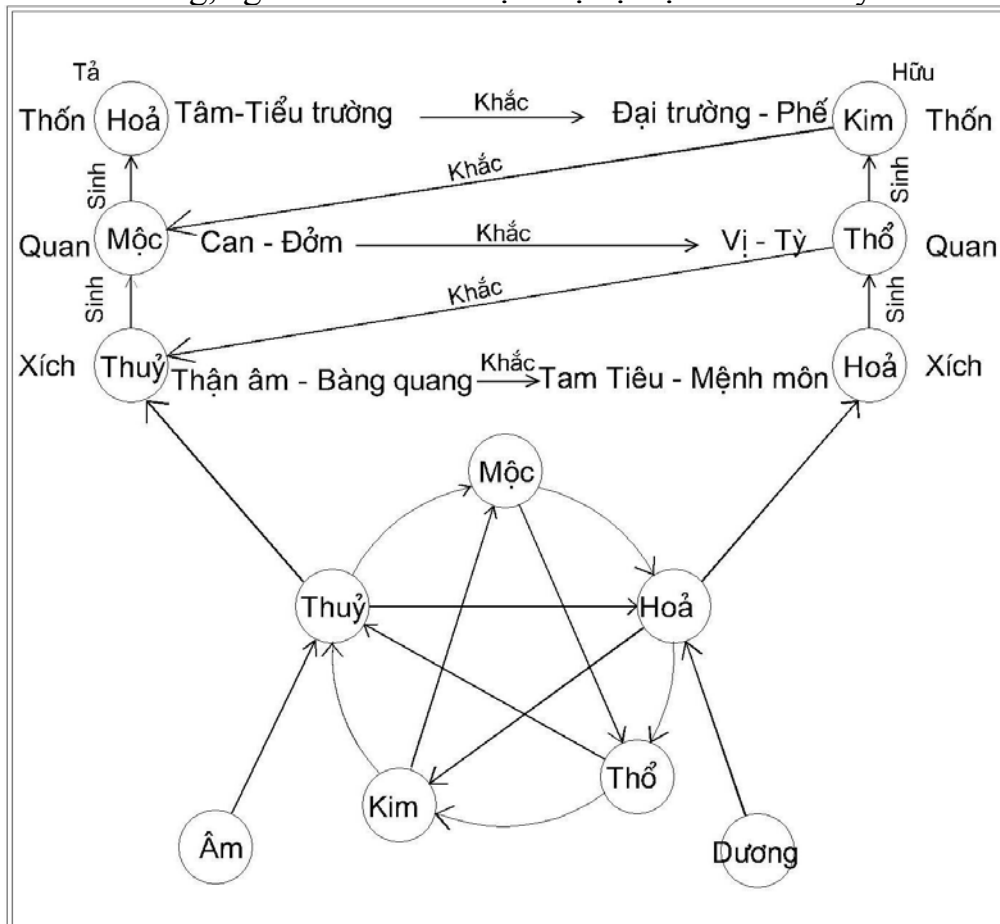 Tả Hữu
Thốn Hoả Tâm-Tiểu trường Khắc Đại trường - Phế Kim Thốn
Khắc
Sinh Sinh
Quan Mộc Can - Đởm Khắc Vị - Tỳ Thổ Quan
Khắc
Sinh Sinh
Xích Thuỷ Thận âm - Bàng quang Khắc Tam Tiêu - Mệnh môn Hoả Xích
Mộc
Thuỷ Hoả
Thổ
Kim
Âm Dương